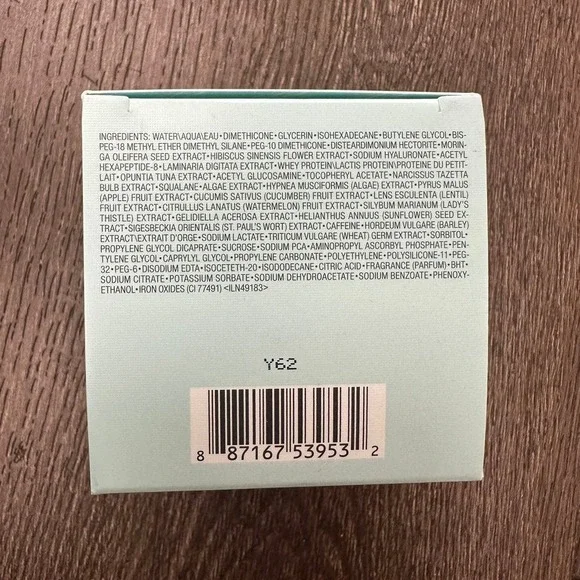 INGREDIENTS: WATER\AQUA\EAU•DIMETHICONE•GLYCERIN•ISOHEXADECANE•BUTYLENE GLYCOL•BIS-
PEG-18 METHYL ETHER DIMETHYL SILANE•PEG-10 DIMETHICONE•DISTEARDIMONIUM HECTORITE•MORIN-
GA OLEIFERA SEED EXTRACT•HIBISCUS SINENSIS FLOWER EXTRACT•SODIUM HYALURONATE•ACETYL
HEXAPEPTIDE-8•LAMINARIA DIGITATA EXTRACT•WHEY PROTEIN\LACTIS PROTEIN\PROTÉINE DU PETIT-
LAIT•OPUNTIA TUNA EXTRACT•ACETYL GLUCOSAMINE•TOCOPHERYL ACETATE•NARCISSUS TAZETTA
BULB EXTRACT•SQUALANE•ALGAE EXTRACT•HYPNEA MUSCIFORMIS (ALGAE) EXTRACT•PYRUS MALUS
(APPLE) FRUIT EXTRACT•CUCUMIS SATIVUS (CUCUMBER) FRUIT EXTRACT•LENS ESCULENTA (LENTIL)
FRUIT EXTRACT•CITRULLUS LANATUS (WATERMELON) FRUIT EXTRACT•SILYBUM MARIANUM (LADY'S
THISTLE) EXTRACT•GELIDIELLA ACEROSA EXTRACT•HELIANTHUS ANNUUS (SUNFLOWER) SEED EX-
TRACT•SIGESBECKIA ORIENTALIS (ST. PAUL'S WORT) EXTRACT•CAFFEINE•HORDEUM VULGARE (BARLEY)
EXTRACT\EXTRAIT D'ORGE•SODIUM LACTATE•TRITICUM VULGARE (WHEAT) GERM EXTRACT•SORBITOL•
PROPYLENE GLYCOL DICAPRATE•SUCROSE•SODIUM PCA•AMINOPROPYL ASCORBYL PHOSPHATE•PEN-
TYLENE GLYCOL•CAPRYLYL GLYCOL•PROPYLENE CARBONATE•POLYETHYLENE•POLYSILICONE-11•PEG-
32•PEG-6•DISODIUM EDTA•ISOCETETH-20•ISODODECANE•CITRIC ACID•FRAGRANCE (PARFUM)•BHT•
SODIUM CITRATE•POTASSIUM SORBATE•SODIUM DEHYDROACETATE•SODIUM BENZOATE•PHENOXY-
ETHANOL•IRON OXIDES (CI 77491) <ILN49183>
Y62
8 87167 53953 2